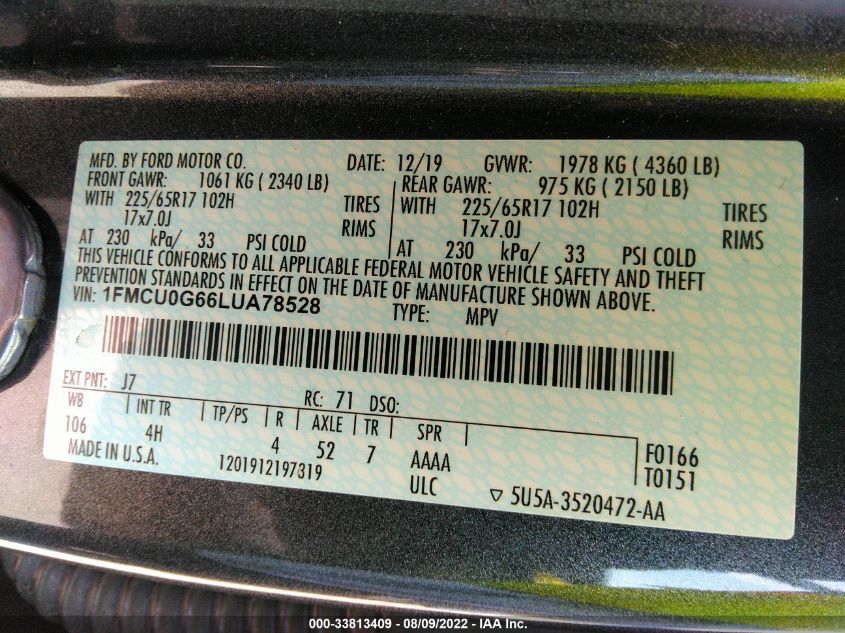 MFD. BY FORD MOTOR CO. DATE: 12/19 GVWR: 1978 KG ( 4360 LB)
FRONT GAWR: 1061 KG ( 2340 LB) REAR GAWR: 975 KG ( 2150 LB)
WITH 225/65R17 102H TIRES WITH 225/65R17 102H TIRES
17x7.0J RIMS 17x7.0J RIMS
AT 230 kPa/ 33 PSI COLD AT 230 kPa/ 33 PSI COLD
THIS VEHICLE CONFORMS TO ALL APPLICABLE FEDERAL MOTOR VEHICLE SAFETY AND THEFT
PREVENTION STANDARDS IN EFFECT ON THE DATE OF MANUFACTURE SHOWN ABOVE.
VIN: 1FMCU0G66LUA78528 TYPE: MPV
EXT PNT: J7 RC: 71 DSO:
WB INT TR TP/PS R AXLE TR SPR
106 4H 4 52 7 AAAA F0166
MADE IN U.S.A. 1201912197319 ULC T0151
5U5A-3520472-AA
000-33813409 - 08/09/2022 - IAA Inc.